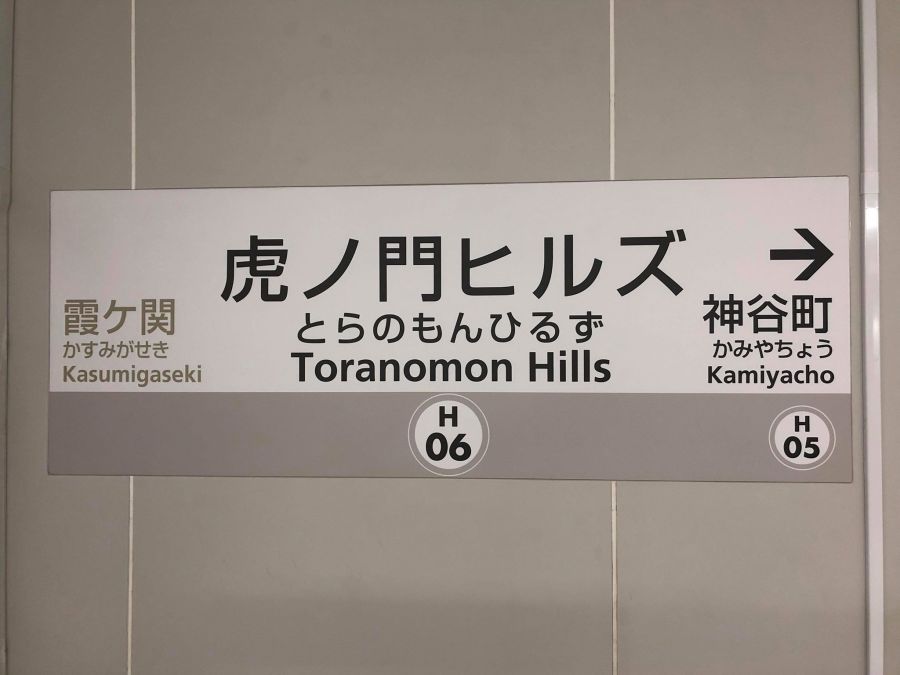 虎ノ門ヒルズ
とらのもんひるず
Toranomon Hills
霞ケ関
かすみがせき
Kasumigaseki
→
神谷町
かみやちょう
Kamiyacho
H
06
H
05